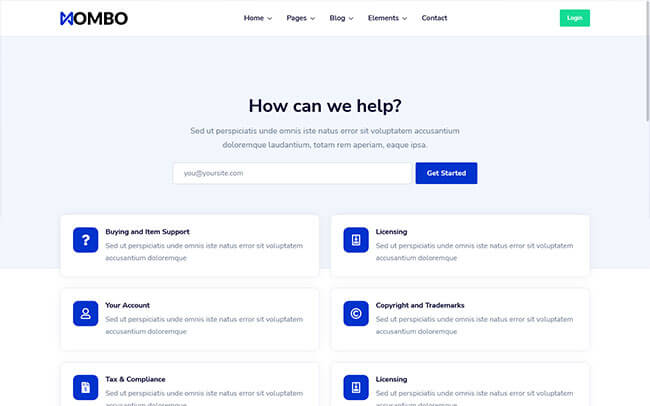 MOMBO
Home Pages Blog Elements Contact
Login
How can we help?
Sed ut perspiciatis unde omnis iste natus error sit voluptatem accusantium
doloremque laudantium, totam rem aperiam, eaque ipsa.
you@yoursite.com
Get Started
Buying and Item Support
Sed ut perspiciatis unde omnis iste natus error sit voluptatem
accusantium doloremque
Licensing
Sed ut perspiciatis unde omnis iste natus error sit voluptatem
accusantium doloremque
Your Account
Sed ut perspiciatis unde omnis iste natus error sit voluptatem
accusantium doloremque
Copyright and Trademarks
Sed ut perspiciatis unde omnis iste natus error sit voluptatem
accusantium doloremque
Tax & Compliance
Sed ut perspiciatis unde omnis iste natus error sit voluptatem
Licensing
Sed ut perspiciatis unde omnis iste natus error sit voluptatem